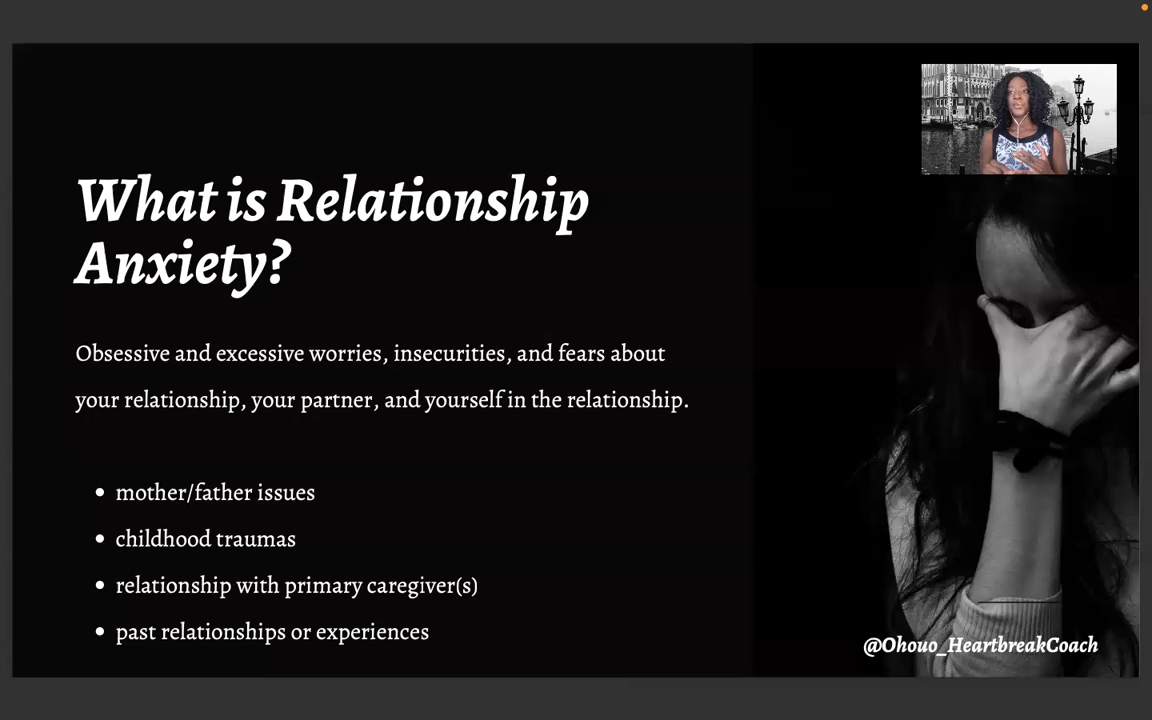 What is Relationship
Anxiety?
Obsessive and excessive worries, insecurities, and fears about
your relationship, your partner, and yourself in the relationship.
• mother/father issues
• childhood traumas
• relationship with primary caregiver(s)
• past relationships or experiences
@Ohouo_HeartbreakCoach